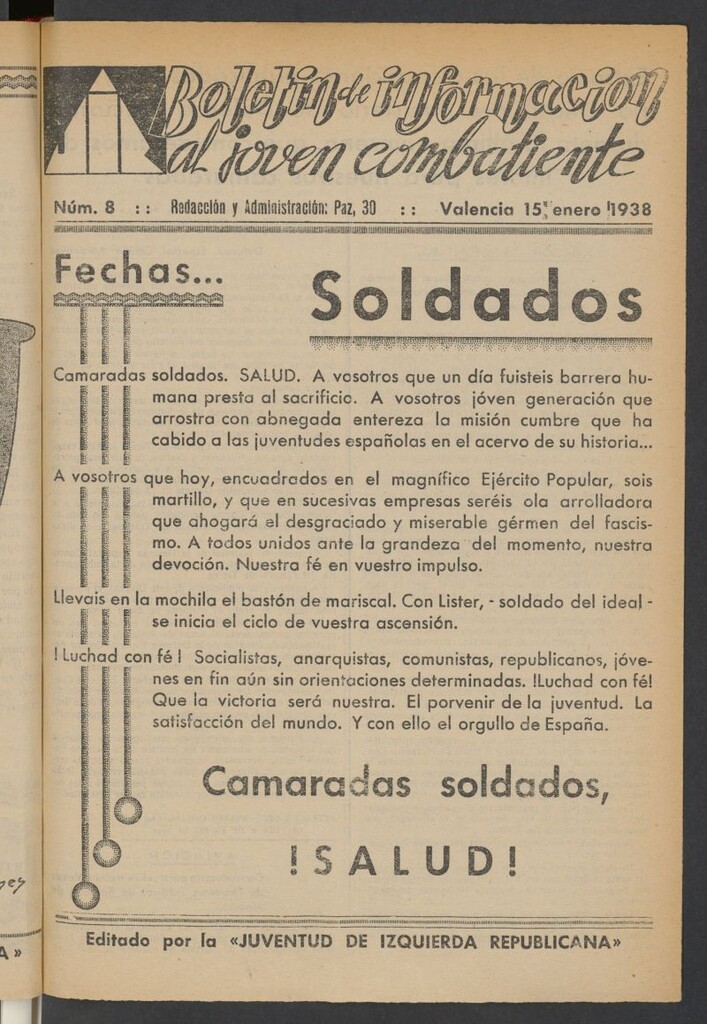 Boletín de información
al joven combatiente
Núm. 8 :: Redacción y Administración: Paz, 30 :: Valencia 15, enero 1938
Fechas...
Soldados
Camaradas soldados. SALUD. A vosotros que un día fuisteis barrera hu-
mana presta al sacrificio. A vosotros jóven generación que
arrostra con abnegada entereza la misión cumbre que ha
cabido a las juventudes españolas en el acervo de su historia...
A vosotros que hoy, encuadrados en el magnífico Ejército Popular, sois
martillo, y que en sucesivas empresas seréis ola arrolladora
que ahogará el desgraciado y miserable gérmen del fascis-
mo. A todos unidos ante la grandeza del momento, nuestra
devoción. Nuestra fé en vuestro impulso.
Llevais en la mochila el bastón de mariscal. Con Lister, - soldado del ideal -
se inicia el ciclo de vuestra ascensión.
! Luchad con fé ! Socialistas, anarquistas, comunistas, republicanos, jóve-
nes en fin aún sin orientaciones determinadas. !Luchad con fé!
Que la victoria será nuestra. El porvenir de la juventud. La
satisfacción del mundo. Y con ello el orgullo de España.
Camaradas soldados,
!SALUD!
Editado por la «JUVENTUD DE IZQUIERDA REPUBLICANA»